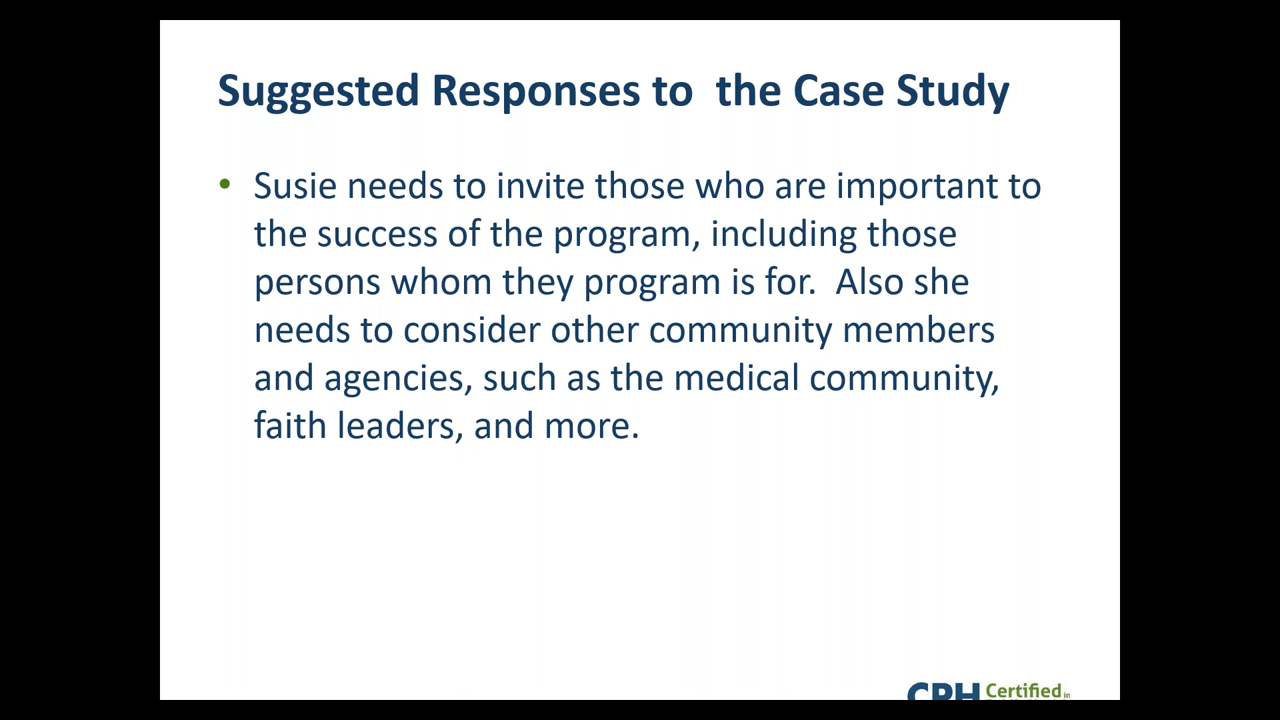 Suggested Responses to  the Case Study
• Susie needs to invite those who are important to
the success of the program, including those
persons whom they program is for.  Also she
needs to consider other community members
and agencies, such as the medical community,
faith leaders, and more.
CPH Certified in